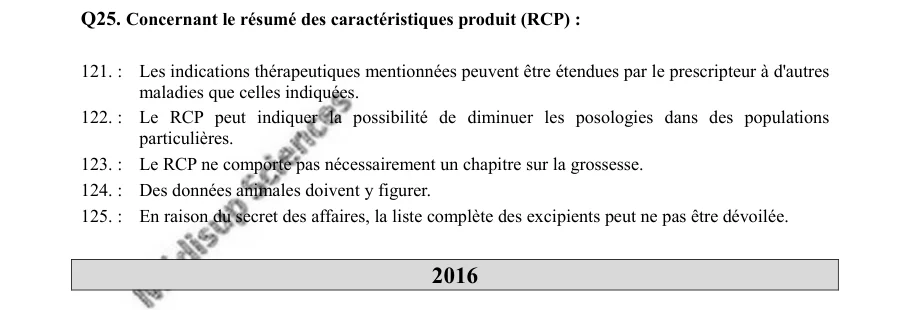 Q25. Concernant le résumé des caractéristiques produit (RCP) :
121. : Les indications thérapeutiques mentionnées peuvent être étendues par le prescripteur à d'autres
maladies que celles indiquées.
122. : Le RCP peut indiquer la possibilité de diminuer les posologies dans des populations
particulières.
123. : Le RCP ne comporte pas nécessairement un chapitre sur la grossesse.
124. : Des données animales doivent y figurer.
125. : En raison du secret des affaires, la liste complète des excipients peut ne pas être dévoilée.
Médisup Sciences
2016